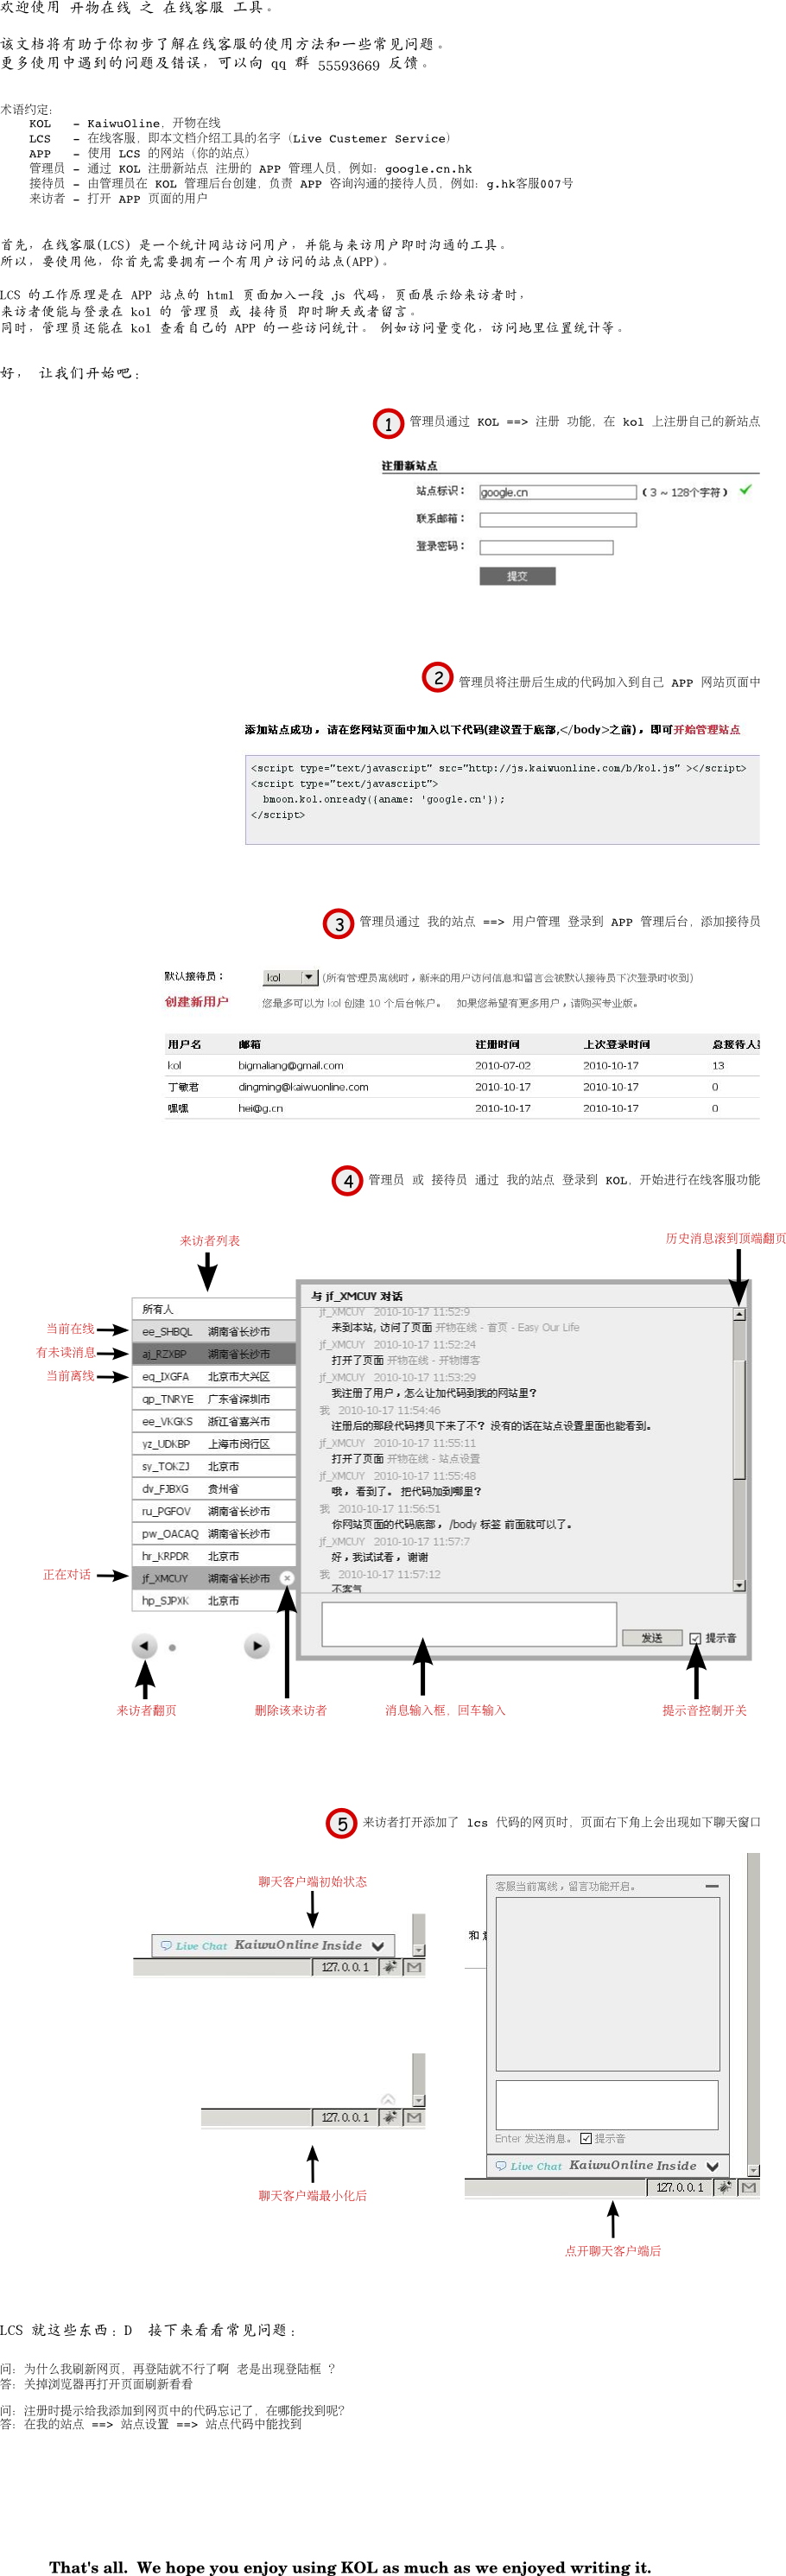 欢迎使用 开物在线 之 在线客服 工具。
该文档将有助于你初步了解在线客服的使用方法和一些常见问题。
更多使用中遇到的问题及错误，可以向 qq 群 55593669 反馈。
术语约定：
KOL - KaiwuOline，开物在线
LCS - 在线客服，即本文档介绍工具的名字（Live Custemer Service）
APP - 使用 LCS 的网站（你的站点）
管理员 - 通过 KOL 注册新站点 注册的 APP 管理人员，例如：google.cn.hk
接待员 - 由管理员在 KOL 管理后台创建，负责 APP 咨询沟通的接待人员，例如：g.hk客服007号
来访者 - 打开 APP 页面的用户
首先，在线客服(LCS) 是一个统计网站访问用户，并能与来访用户即时沟通的工具。
所以，要使用他，你首先需要拥有一个有用户访问的站点(APP)。
LCS 的工作原理是在 APP 站点的 html 页面加入一段 js 代码，页面展示给来访者时，
来访者便能与登录在 kol 的 管理员 或 接待员 即时聊天或者留言。
同时，管理员还能在 kol 查看自己的 APP 的一些访问统计。 例如访问量变化，访问地里位置统计等。
好， 让我们开始吧：
1 管理员通过 KOL ==> 注册 功能，在 kol 上注册自己的新站点
注册新站点
站点标识： google.cn （3 ~ 128个字符）
联系邮箱：
登录密码：
提交
2 管理员将注册后生成的代码加入到自己 APP 网站页面中
添加站点成功，请在您网站页面中加入以下代码(建议置于底部,</body>之前)，即可开始管理站点
<script type="text/javascript" src="http://js.kaiwuonline.com/b/kol.js" ></script>
<script type="text/javascript">
bmoon.kol.onready({aname: 'google.cn'});
</script>
3 管理员通过 我的站点 ==> 用户管理 登录到 APP 管理后台，添加接待员
默认接待员： kol (所有管理员离线时，新来的用户访问信息和留言会被默认接待员下次登录时收到)
创建新用户 您最多可以为 kol 创建 10 个后台帐户。 如果您希望有更多用户，请购买专业版。
用户名 邮箱 注册时间 上次登录时间 总接待人
kol bigmaliang@gmail.com 2010-07-02 2010-10-17 13
丁敏君 dingming@kaiwuonline.com 2010-10-17 2010-10-17 0
嘿嘿 hei@g.cn 2010-10-17 2010-10-17 0
4 管理员 或 接待员 通过 我的站点 登录到 KOL，开始进行在线客服功能
来访者列表
历史消息滚到顶端翻页
当前在线
有未读消息
当前离线
正在对话
所有人
ee_SHBQL 湖南省长沙市
aj_RZXBP 湖南省长沙市
eq_IXGFA 北京市大兴区
qp_TNRYE 广东省深圳市
ee_VKGKS 浙江省嘉兴市
yz_UDKBP 上海市闵行区
sy_TOKZJ 北京市
dv_FJBXG 贵州省
ru_PGFOV 湖南省长沙市
pw_OACAQ 湖南省长沙市
hr_KRPDR 北京市
jf_XMCUY 湖南省长沙市
hp_SJPXK 北京市
与 jf_XMCUY 对话
jf_XMCUY 2010-10-17 11:52:9
来到本站, 访问了页面 开物在线 - 首页 - Easy Our Life
jf_XMCUY 2010-10-17 11:52:24
打开了页面 开物在线 - 开物博客
jf_XMCUY 2010-10-17 11:53:29
我注册了用户，怎么让加代码到我的网站里？
我 2010-10-17 11:54:46
注册后的那段代码拷贝下来了不？ 没有的话在站点设置里面也能看到。
jf_XMCUY 2010-10-17 11:55:11
打开了页面 开物在线 - 站点设置
jf_XMCUY 2010-10-17 11:55:48
哦， 看到了。 把代码加到哪里？
我 2010-10-17 11:56:51
你网站页面的代码底部， /body 标签 前面就可以了。
jf_XMCUY 2010-10-17 11:57:7
好，我试试看， 谢谢
我 2010-10-17 11:57:12
不客气
发送 提示音
来访者翻页
删除该来访者
消息输入框，回车输入
提示音控制开关
5 来访者打开添加了 lcs 代码的网页时，页面右下角上会出现如下聊天窗口
聊天客户端初始状态
Live Chat KaiwuOnline Inside
127.0.0.1
127.0.0.1
聊天客户端最小化后
客服当前离线，留言功能开启。
和
Enter 发送消息。 提示音
Live Chat KaiwuOnline Inside
127.0.0.1
点开聊天客户端后
LCS 就这些东西：D 接下来看看常见问题：
问：为什么我刷新网页，再登陆就不行了啊 老是出现登陆框 ？
答：关掉浏览器再打开页面刷新看看
问：注册时提示给我添加到网页中的代码忘记了，在哪能找到呢？
答：在我的站点 ==> 站点设置 ==> 站点代码中能找到
That's all. We hope you enjoy using KOL as much as we enjoyed writing it.